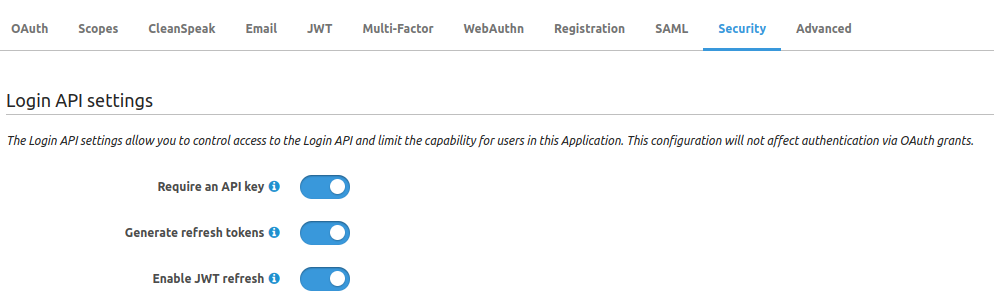 OAuth Scopes CleanSpeak Email JWT Multi-Factor WebAuthn Registration SAML Security Advanced
Login API settings
The Login API settings allow you to control access to the Login API and limit the capability for users in this Application. This configuration will not affect authentication via OAuth grants.
Require an API key
Generate refresh tokens
Enable JWT refresh